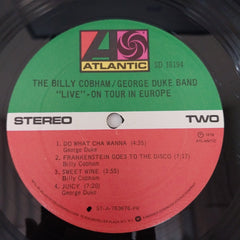 ATLANTIC
SD 18194
THE BILLY COBHAM/GEORGE DUKE BAND
"LIVE"-ON TOUR IN EUROPE
STEREO
TWO
1. DO WHAT CHA WANNA (4:35)
George Duke
2. FRANKENSTEIN GOES TO THE DISCO (7:17)
Billy Cobham
3. SWEET WINE (3:55)
Billy Cobham
4. JUICY (7:20)
George Duke
℗ 1976
ATLANTIC